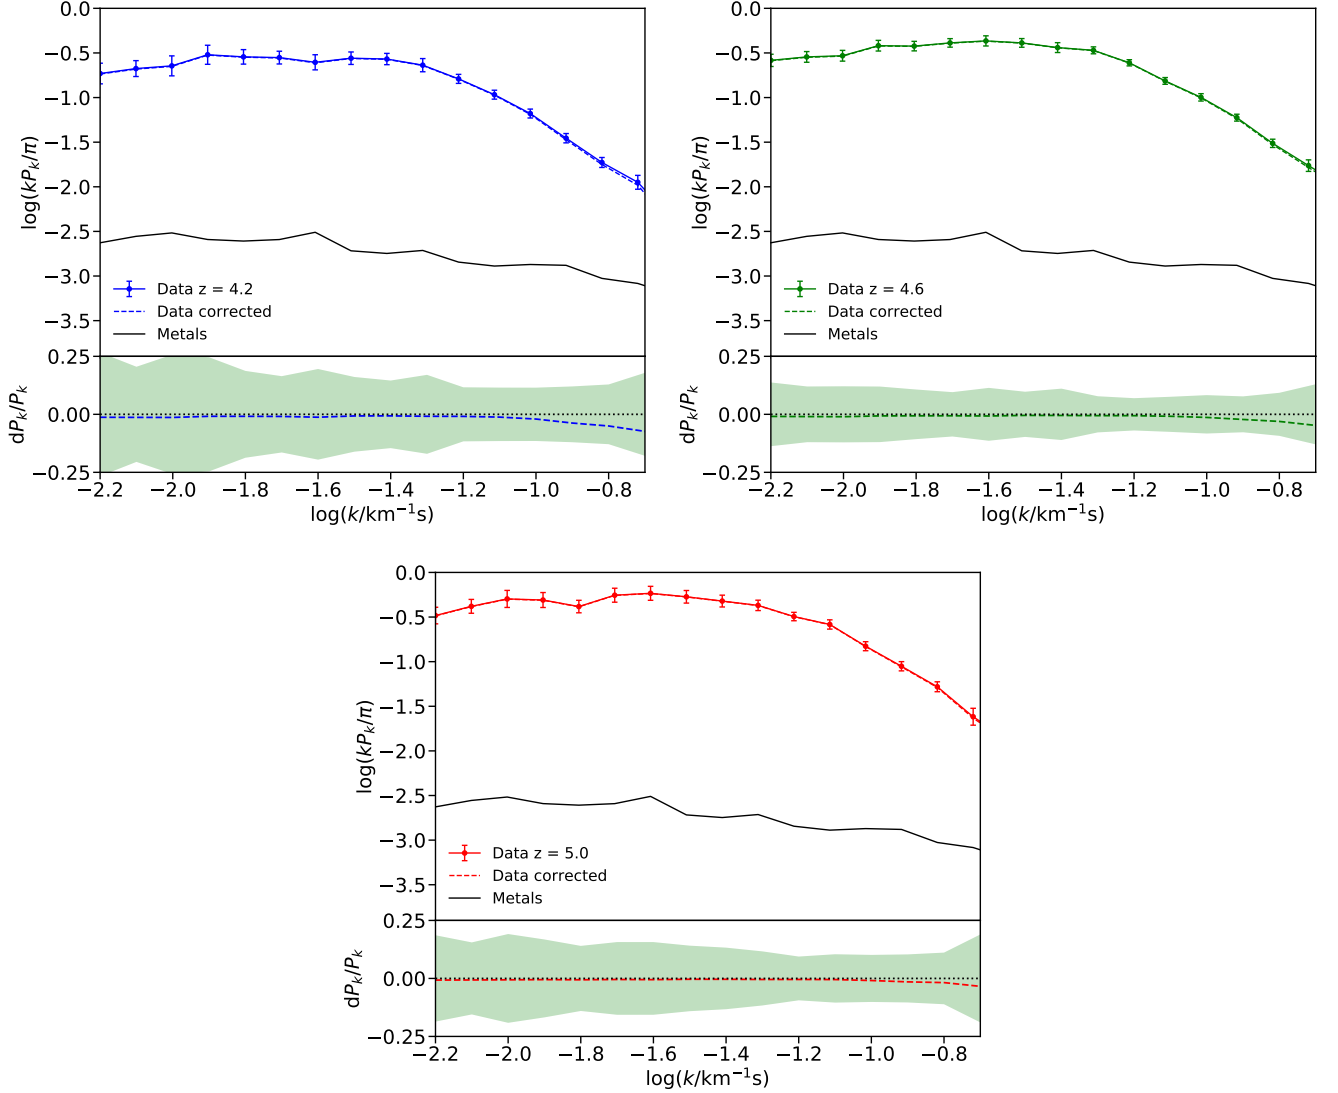 0.0
−0.5
−1.0
−1.5
−2.0
−2.5
−3.0
−3.5
log(kP_k/π)
Data z = 4.2
Data corrected
Metals
0.25
0.00
−0.25
dP_k/P_k
−2.2 −2.0 −1.8 −1.6 −1.4 −1.2 −1.0 −0.8
log(k/km⁻¹s)
0.0
−0.5
−1.0
−1.5
−2.0
−2.5
−3.0
−3.5
log(kP_k/π)
Data z = 4.6
Data corrected
Metals
0.25
0.00
−0.25
dP_k/P_k
−2.2 −2.0 −1.8 −1.6 −1.4 −1.2 −1.0 −0.8
log(k/km⁻¹s)
0.0
−0.5
−1.0
−1.5
−2.0
−2.5
−3.0
−3.5
log(kP_k/π)
Data z = 5.0
Data corrected
Metals
0.25
0.00
−0.25
dP_k/P_k
−2.2 −2.0 −1.8 −1.6 −1.4 −1.2 −1.0 −0.8
log(k/km⁻¹s)